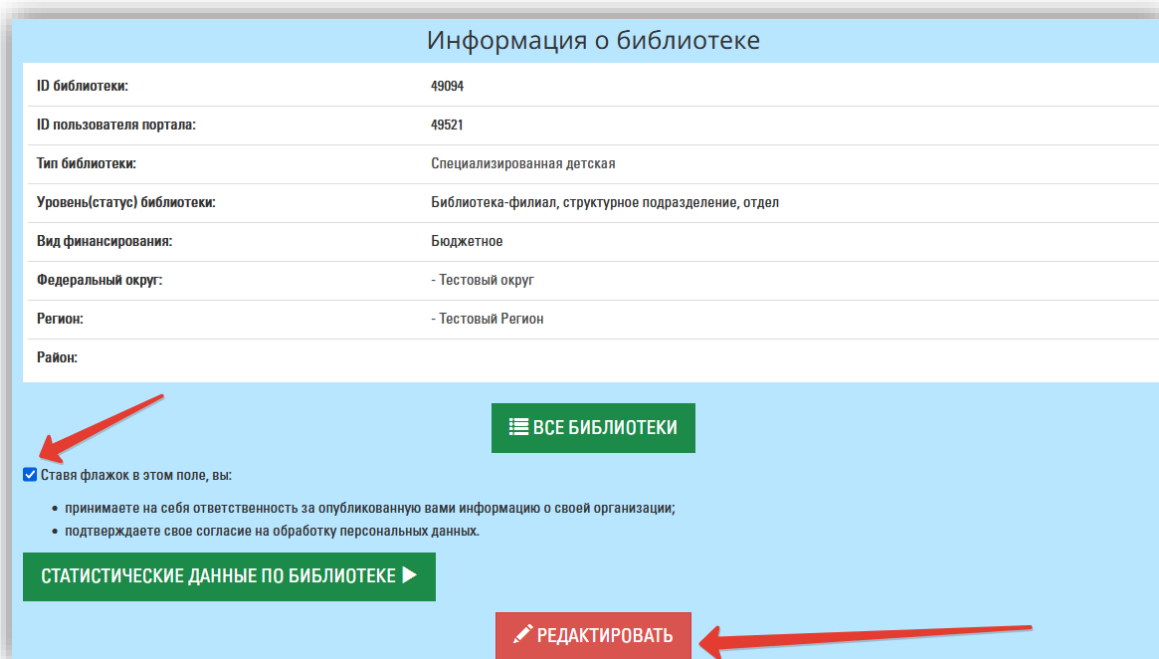 Информация о библиотеке
ID библиотеки: 49094
ID пользователя портала: 49521
Тип библиотеки: Специализированная детская
Уровень(статус) библиотеки: Библиотека-филиал, структурное подразделение, отдел
Вид финансирования: Бюджетное
Федеральный округ: - Тестовый округ
Регион: - Тестовый Регион
Район:
ВСЕ БИБЛИОТЕКИ
Ставя флажок в этом поле, вы:
• принимаете на себя ответственность за опубликованную вами информацию о своей организации;
• подтверждаете свое согласие на обработку персональных данных.
СТАТИСТИЧЕСКИЕ ДАННЫЕ ПО БИБЛИОТЕКЕ
РЕДАКТИРОВАТЬ